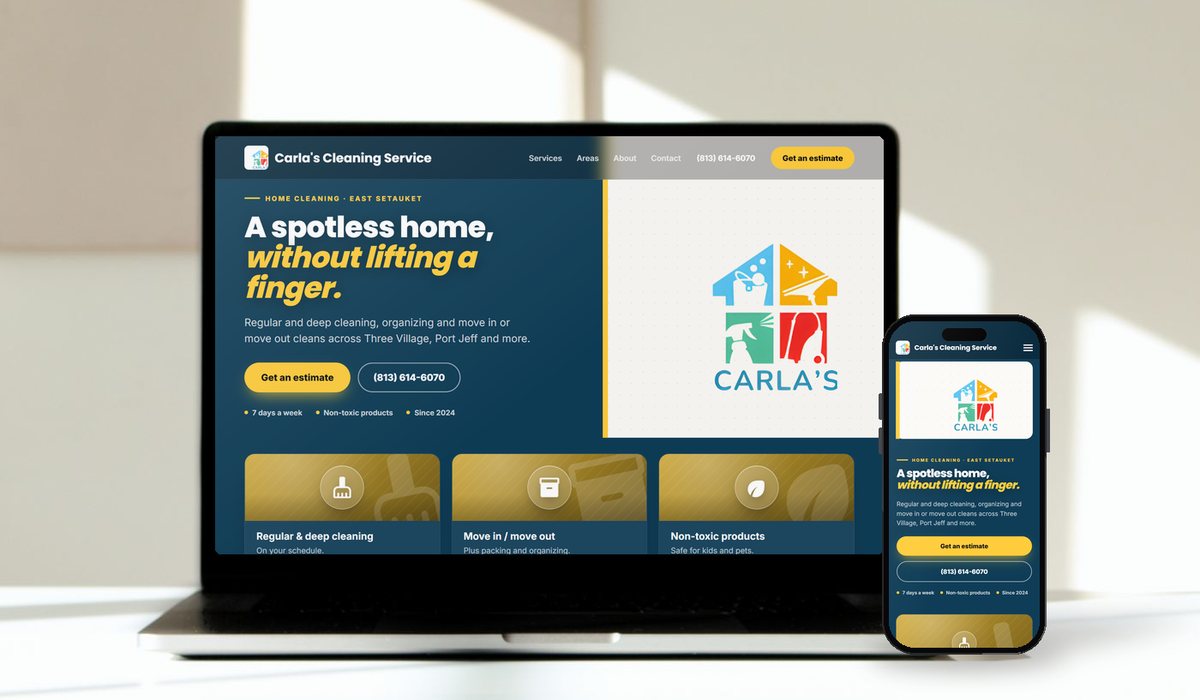 Carla's Cleaning Service
Services Areas About Contact (813) 614-6070 Get an estimate
HOME CLEANING · EAST SETAUKET
A spotless home,
without lifting a
finger.
Regular and deep cleaning, organizing and move in or
move out cleans across Three Village, Port Jeff and more.
Get an estimate (813) 614-6070
7 days a week Non-toxic products Since 2024
CARLA'S
Regular & deep cleaning
On your schedule.
Move in / move out
Plus packing and organizing.
Non-toxic products
Safe for kids and pets.
Carla's Cleaning Service
CARLA'S
HOME CLEANING · EAST SETAUKET
A spotless home,
without lifting a finger.
Regular and deep cleaning, organizing and
move in or move out cleans across Three
Village, Port Jeff and more.
Get an estimate
(813) 614-6070
7 days a week Non-toxic products Since 2024